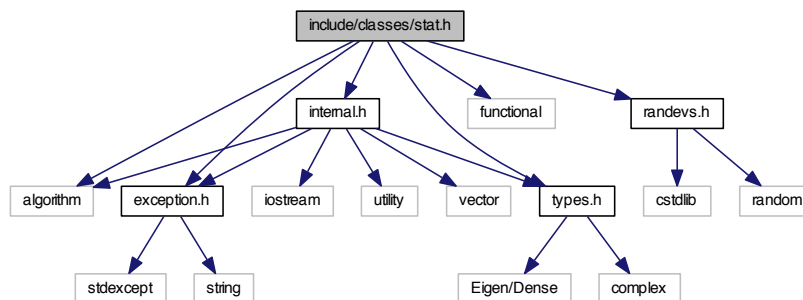 include/classes/stat.h
internal.h
functional
randevs.h
algorithm
exception.h
iostream
utility
vector
types.h
cstdlib
random
stdexcept
string
Eigen/Dense
complex